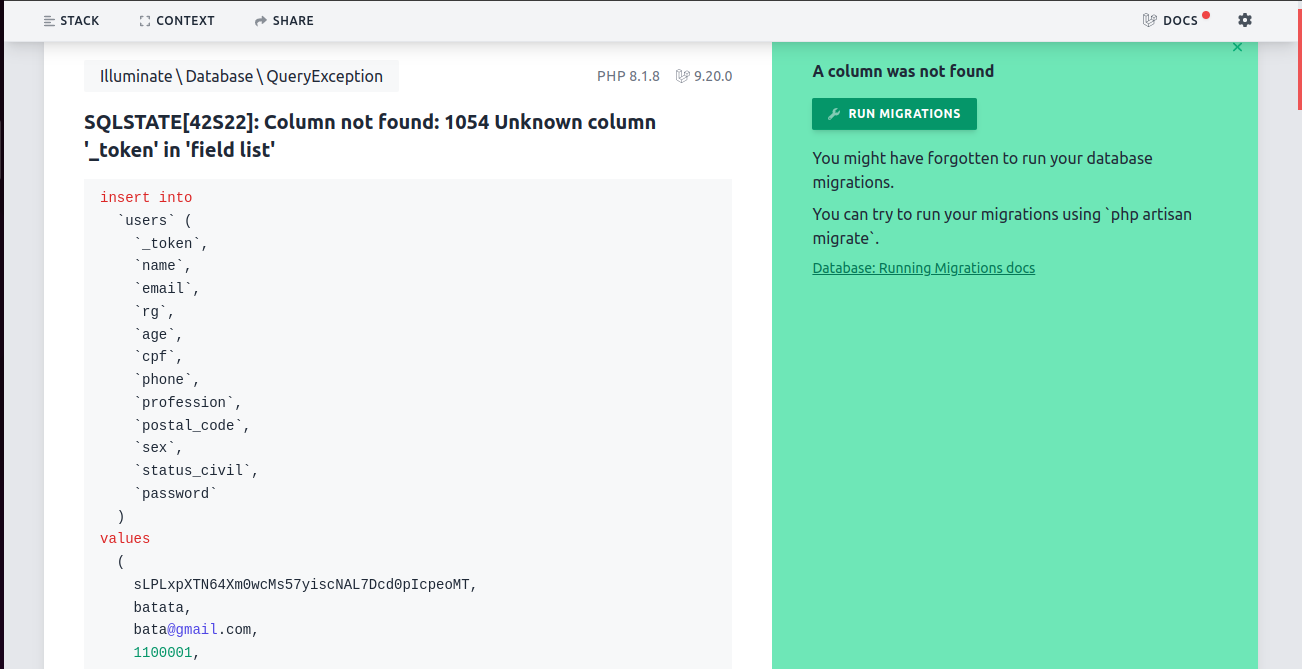 STACK CONTEXT SHARE DOCS
Illuminate \ Database \ QueryException PHP 8.1.8 9.20.0
SQLSTATE[42S22]: Column not found: 1054 Unknown column
'_token' in 'field list'
insert into
`users` (
`_token`,
`name`,
`email`,
`rg`,
`age`,
`cpf`,
`phone`,
`profession`,
`postal_code`,
`sex`,
`status_civil`,
`password`
)
values
(
sLPLxpXTN64Xm0wcMs57yiscNAL7Dcd0pIcpeoMT,
batata,
bata@gmail.com,
1100001,
A column was not found
RUN MIGRATIONS
You might have forgotten to run your database
migrations.
You can try to run your migrations using `php artisan
migrate`.
Database: Running Migrations docs